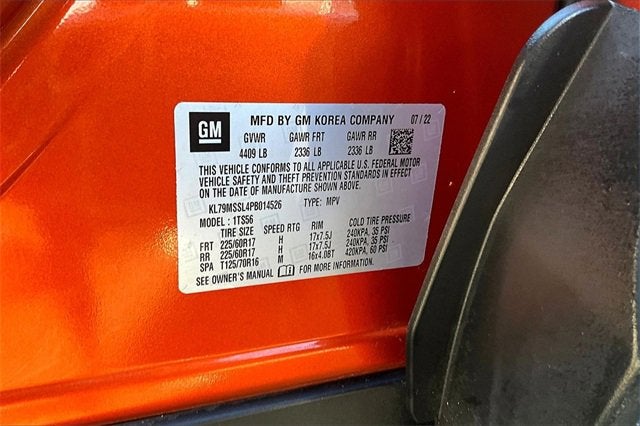 GM
MFD BY GM KOREA COMPANY 07 / 22
GVWR GAWR FRT GAWR RR
4409 LB 2336 LB 2336 LB
THIS VEHICLE CONFORMS TO ALL APPLICABLE U.S. FEDERAL MOTOR
VEHICLE SAFETY AND THEFT PREVENTION STANDARDS IN EFFECT
ON THE DATE OF MANUFACTURE SHOWN ABOVE.
KL79MSSL4PB014526 TYPE: MPV
MODEL : 1TS56
TIRE SIZE SPEED RTG RIM COLD TIRE PRESSURE
FRT 225/60R17 H 17x7.5J 240KPA, 35 PSI
RR 225/60R17 H 17x7.5J 240KPA, 35 PSI
SPA T125/70R16 M 16x4.0BT 420KPA, 60 PSI
SEE OWNER'S MANUAL FOR MORE INFORMATION.